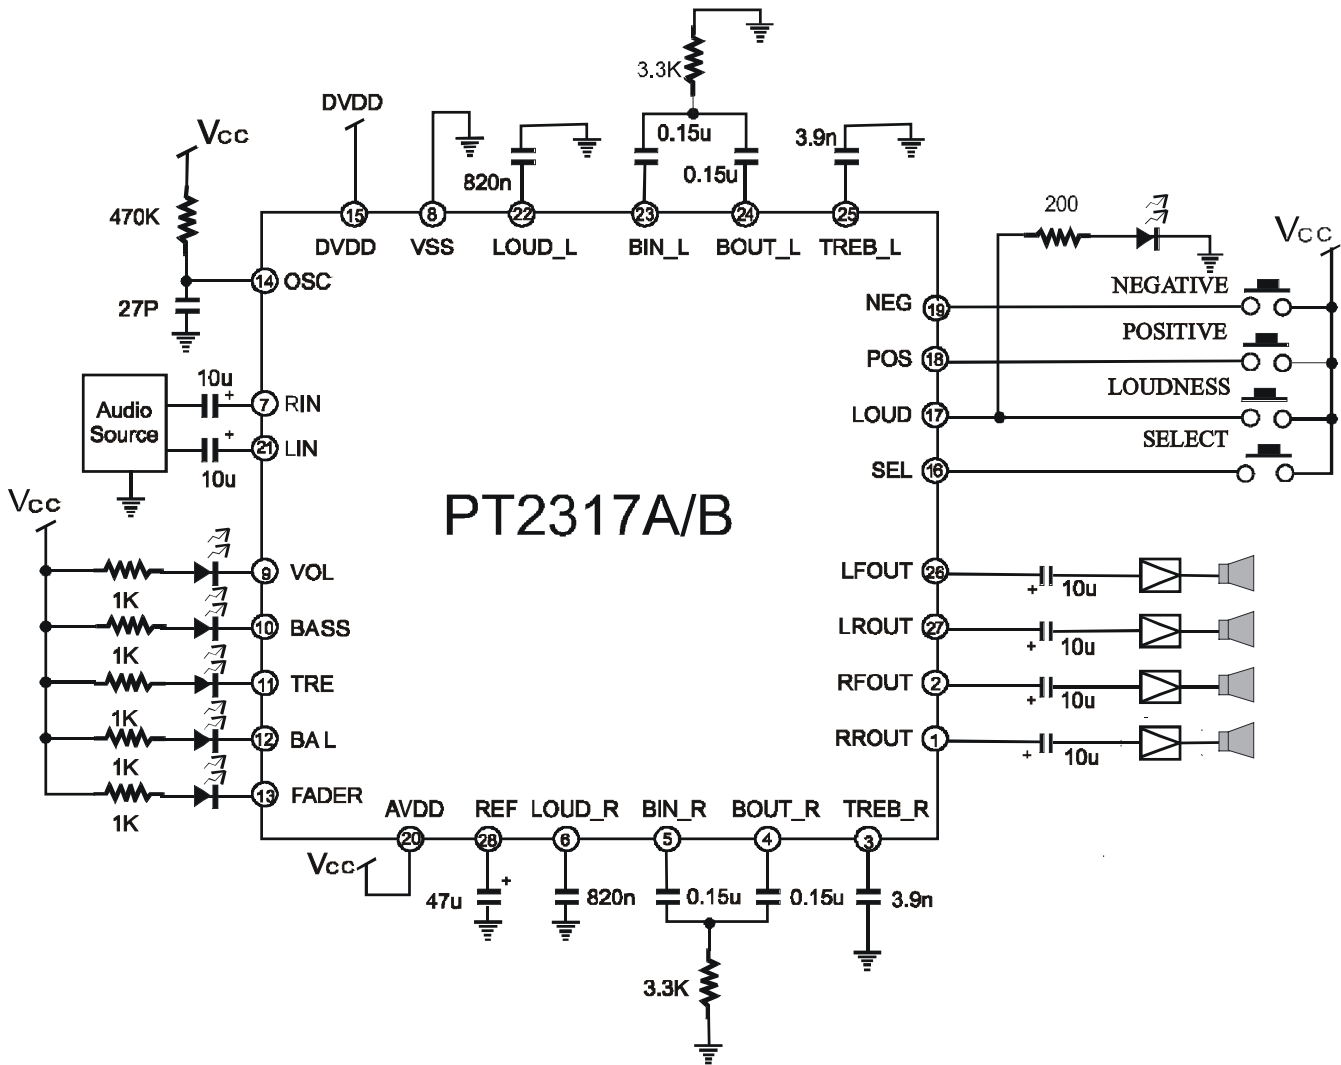 3.3K
DVDD
VCC
0.15u
3.9n
820n
0.15u
470K
15
8
22
23
24
25
200
VCC
DVDD
VSS
LOUD_L
BIN_L
BOUT_L
TREB_L
14
OSC
27P
NEG
19
NEGATIVE
POS
18
POSITIVE
10u
+
7
RIN
LOUD
17
LOUDNESS
Audio
Source
+
21
LIN
10u
SEL
16
SELECT
VCC
PT2317A/B
9
VOL
1K
LFOUT
26
+
10u
10
BASS
1K
LROUT
27
+
10u
11
TRE
1K
RFOUT
2
+
10u
12
BAL
1K
RROUT
1
+
10u
13
FADER
1K
AVDD
REF
LOUD_R
BIN_R
BOUT_R
TREB_R
20
28
6
5
4
3
VCC
47u
+
820n
0.15u
0.15u
3.9n
3.3K